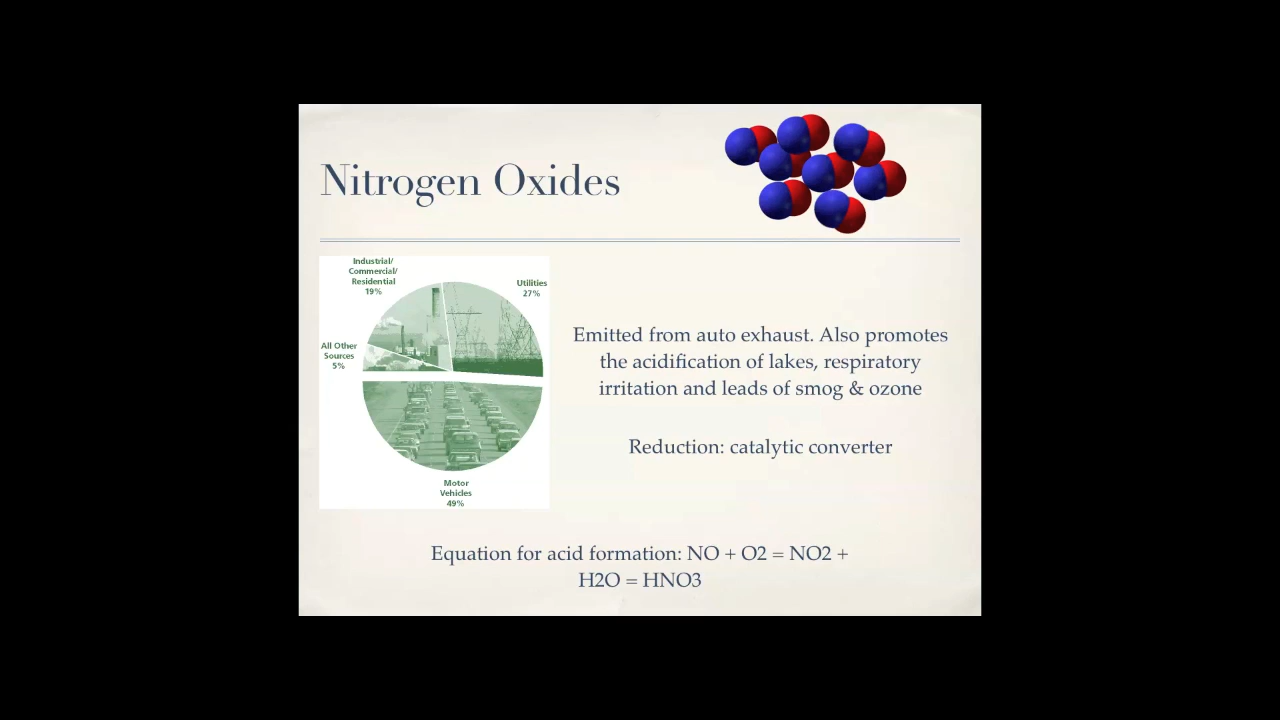 Nitrogen Oxides
Industrial/
Commercial/
Residential
19%
Utilities
27%
All Other
Sources
5%
Motor
Vehicles
49%
Emitted from auto exhaust. Also promotes
the acidification of lakes, respiratory
irritation and leads of smog & ozone
Reduction: catalytic converter
Equation for acid formation: NO + O2 = NO2 +
H2O = HNO3